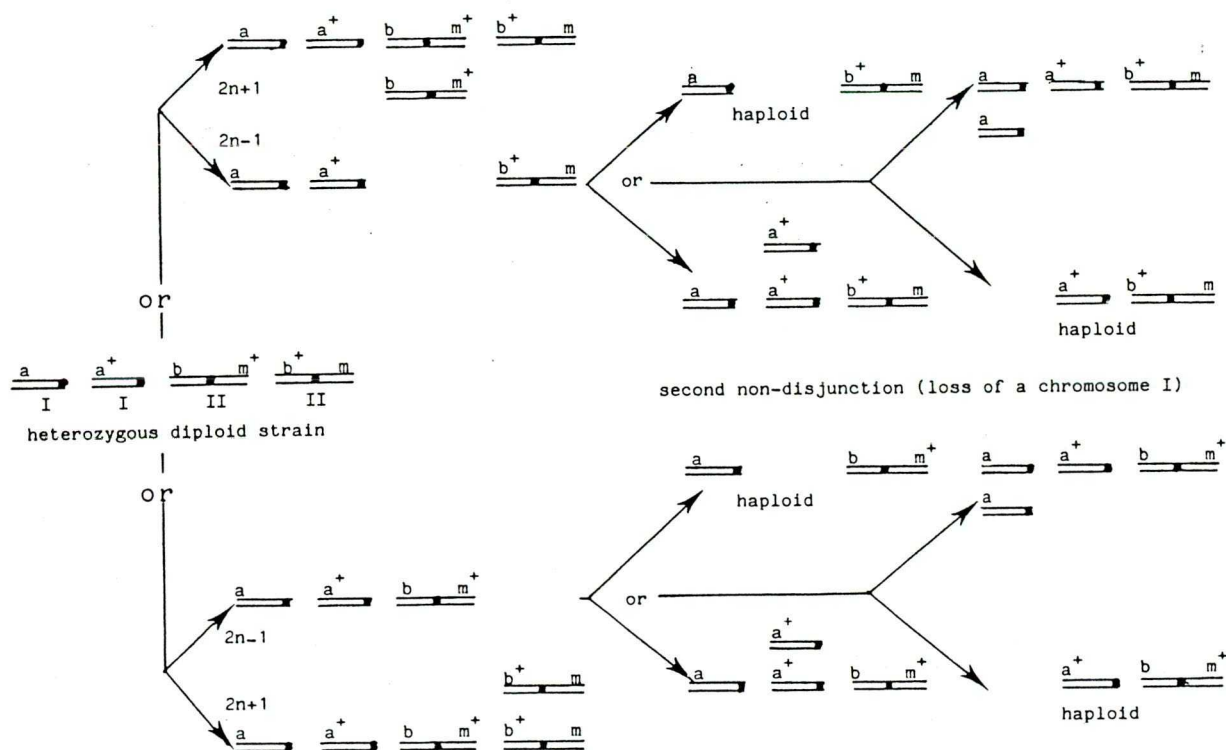 a a⁺ b m⁺ b⁺ m
2n+1
b m⁺
a b⁺ m a a⁺ b⁺ m
haploid
a
2n-1
a a⁺ b⁺ m
or
a⁺
a a⁺ b⁺ m a⁺ b⁺ m
haploid
or
a a⁺ b m⁺ b⁺ m
I I II II
heterozygous diploid strain
second non-disjunction (loss of a chromosome I)
or
a b m⁺ a a⁺ b m⁺
haploid
a
a a⁺ b m⁺
or
2n-1
a⁺
b⁺ m
a a⁺ b m⁺ a⁺ b m⁺
haploid
2n+1
a a⁺ b m⁺ b⁺ m